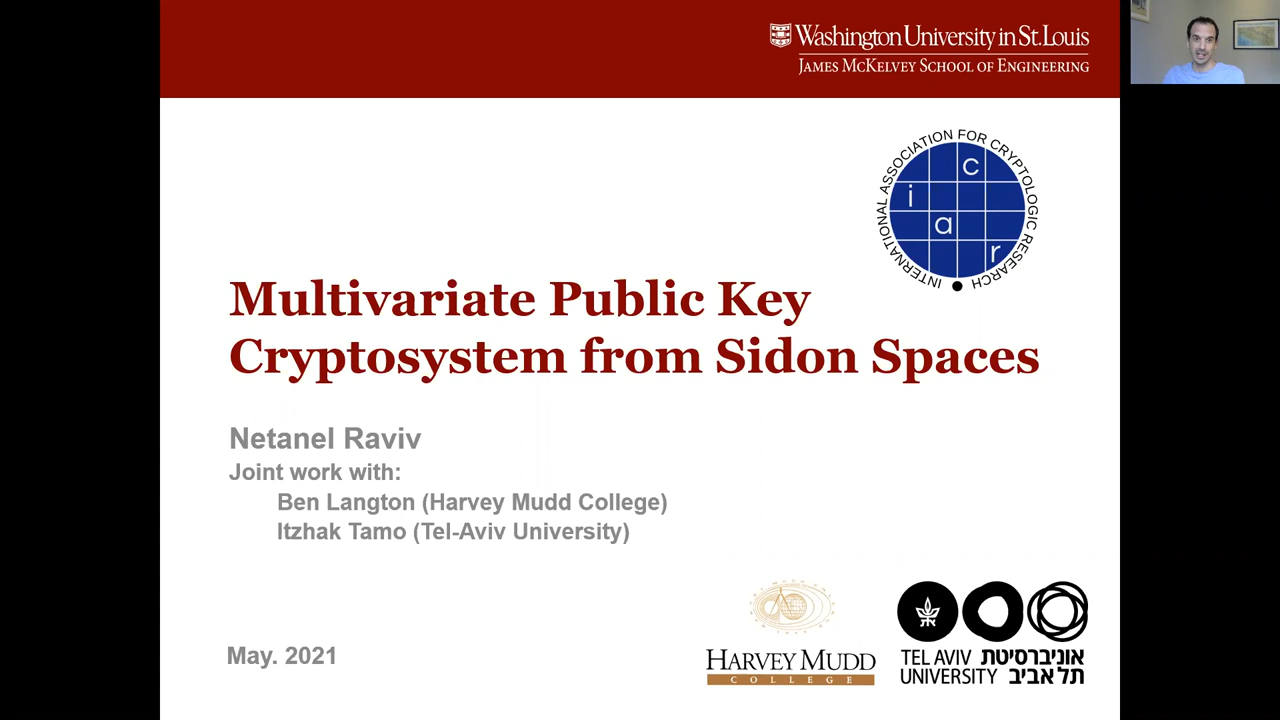 Washington University in St. Louis
JAMES MCKELVEY SCHOOL OF ENGINEERING
INTERNATIONAL ASSOCIATION FOR CRYPTOLOGIC RESEARCH
i a c r
Multivariate Public Key
Cryptosystem from Sidon Spaces
Netanel Raviv
Joint work with:
Ben Langton (Harvey Mudd College)
Itzhak Tamo (Tel-Aviv University)
May. 2021
HARVEY MUDD
COLLEGE
TEL AVIV אוניברסיטת
UNIVERSITY תל אביב